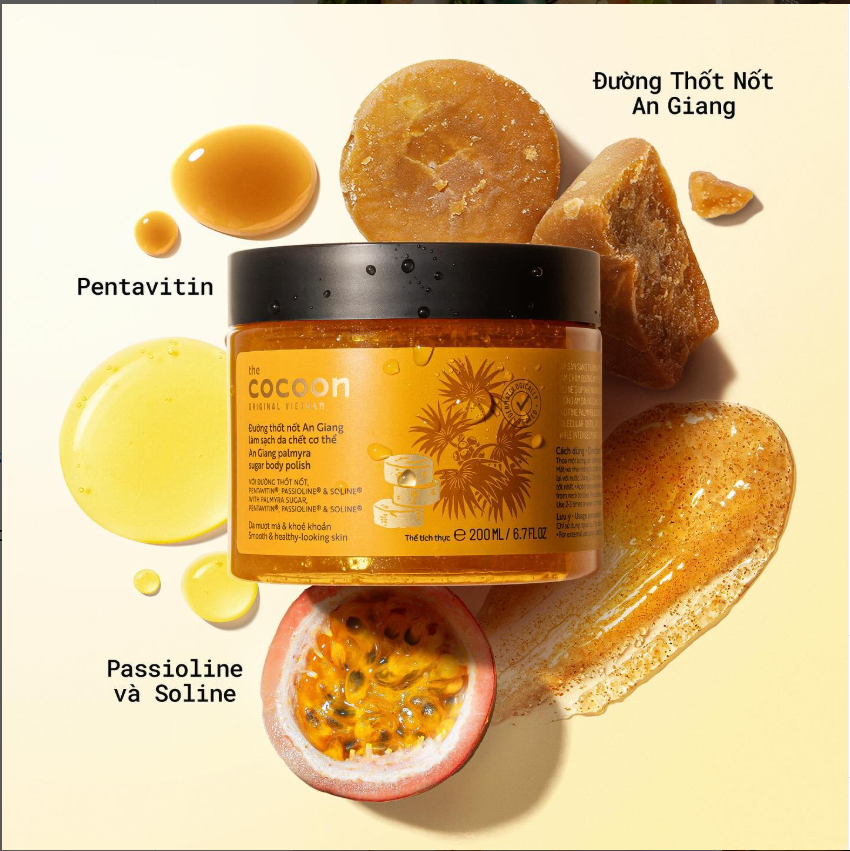 Đường Thốt Nốt
An Giang
Pentavitin
the
cocoon
ORIGINAL VIETNAM
Đường thốt nốt An Giang
làm sạch da chết cơ thể
An Giang palmyra
sugar body polish
VỚI ĐƯỜNG THỐT NỐT,
PENTAVITIN®, PASSIOLINE® & SOLINE®
WITH PALMYRA SUGAR,
PENTAVITIN®, PASSIOLINE® & SOLINE®
Da mượt mà & khoẻ khoắn
Smooth & healthy-looking skin
Thể tích thực ℮ 200 ML / 6.7 FL OZ
Cách dùng
Lưu ý
Passioline
và Soline